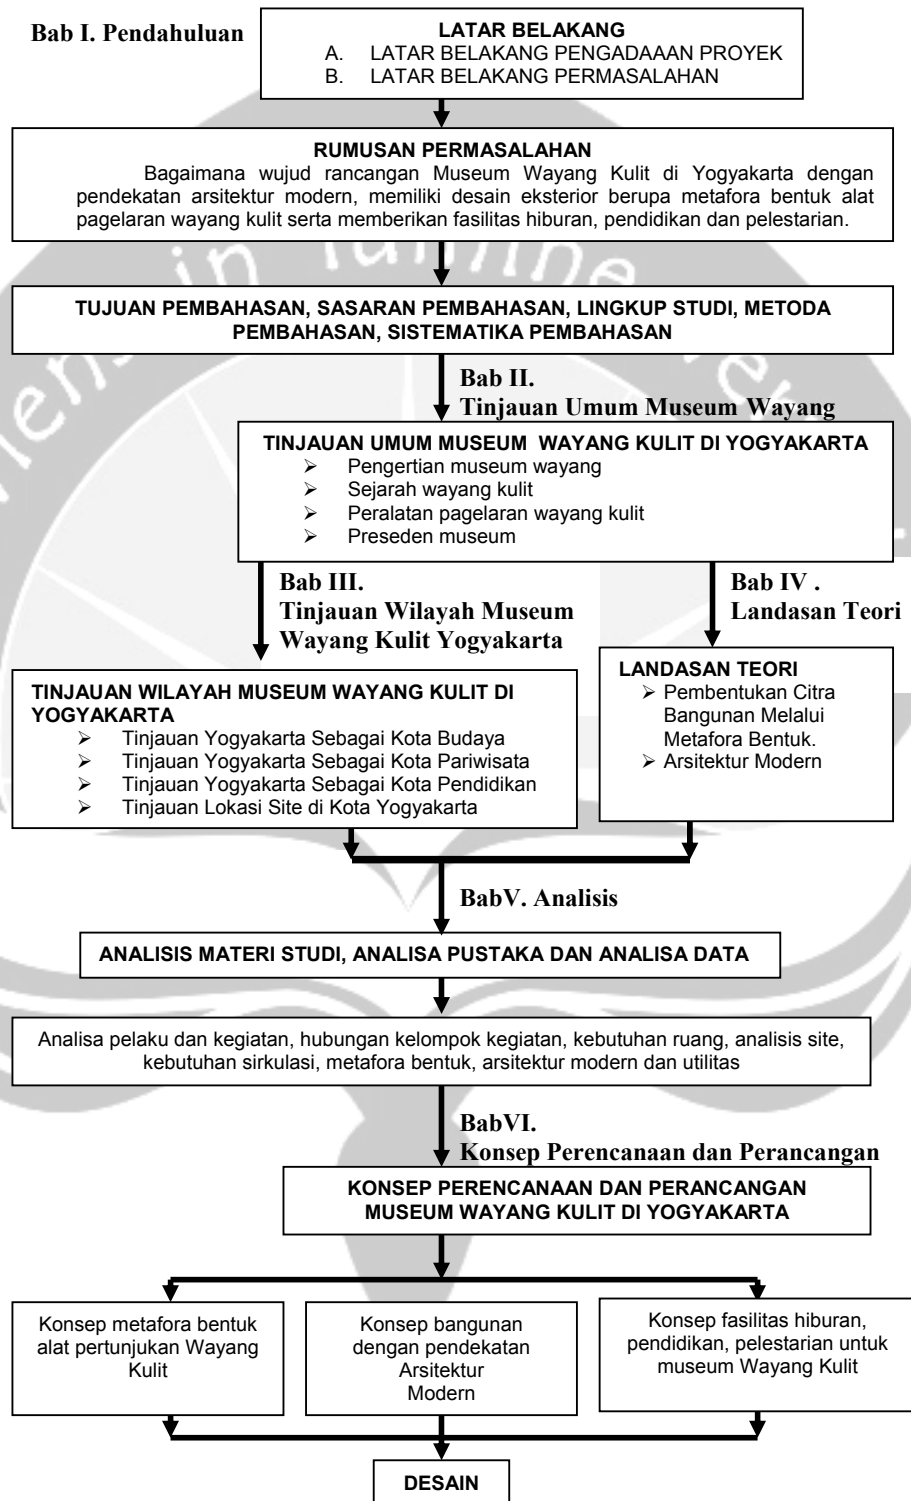 Bab I. Pendahuluan
LATAR BELAKANG
A. LATAR BELAKANG PENGADAAAN PROYEK
B. LATAR BELAKANG PERMASALAHAN
RUMUSAN PERMASALAHAN
Bagaimana wujud rancangan Museum Wayang Kulit di Yogyakarta dengan
pendekatan arsitektur modern, memiliki desain eksterior berupa metafora bentuk alat
pagelaran wayang kulit serta memberikan fasilitas hiburan, pendidikan dan pelestarian.
in lumine
TUJUAN PEMBAHASAN, SASARAN PEMBAHASAN, LINGKUP STUDI, METODA
PEMBAHASAN, SISTEMATIKA PEMBAHASAN
Bab II.
Tinjauan Umum Museum Wayang
TINJAUAN UMUM MUSEUM WAYANG KULIT DI YOGYAKARTA
➢ Pengertian museum wayang
➢ Sejarah wayang kulit
➢ Peralatan pagelaran wayang kulit
➢ Preseden museum
Bab III.
Tinjauan Wilayah Museum
Wayang Kulit Yogyakarta
Bab IV .
Landasan Teori
TINJAUAN WILAYAH MUSEUM WAYANG KULIT DI
YOGYAKARTA
➢ Tinjauan Yogyakarta Sebagai Kota Budaya
➢ Tinjauan Yogyakarta Sebagai Kota Pariwisata
➢ Tinjauan Yogyakarta Sebagai Kota Pendidikan
➢ Tinjauan Lokasi Site di Kota Yogyakarta
LANDASAN TEORI
➢ Pembentukan Citra
Bangunan Melalui
Metafora Bentuk.
➢ Arsitektur Modern
BabV. Analisis
ANALISIS MATERI STUDI, ANALISA PUSTAKA DAN ANALISA DATA
Analisa pelaku dan kegiatan, hubungan kelompok kegiatan, kebutuhan ruang, analisis site,
kebutuhan sirkulasi, metafora bentuk, arsitektur modern dan utilitas
BabVI.
Konsep Perencanaan dan Perancangan
KONSEP PERENCANAAN DAN PERANCANGAN
MUSEUM WAYANG KULIT DI YOGYAKARTA
Konsep metafora bentuk
alat pertunjukan Wayang
Kulit
Konsep bangunan
dengan pendekatan
Arsitektur
Modern
Konsep fasilitas hiburan,
pendidikan, pelestarian untuk
museum Wayang Kulit
DESAIN